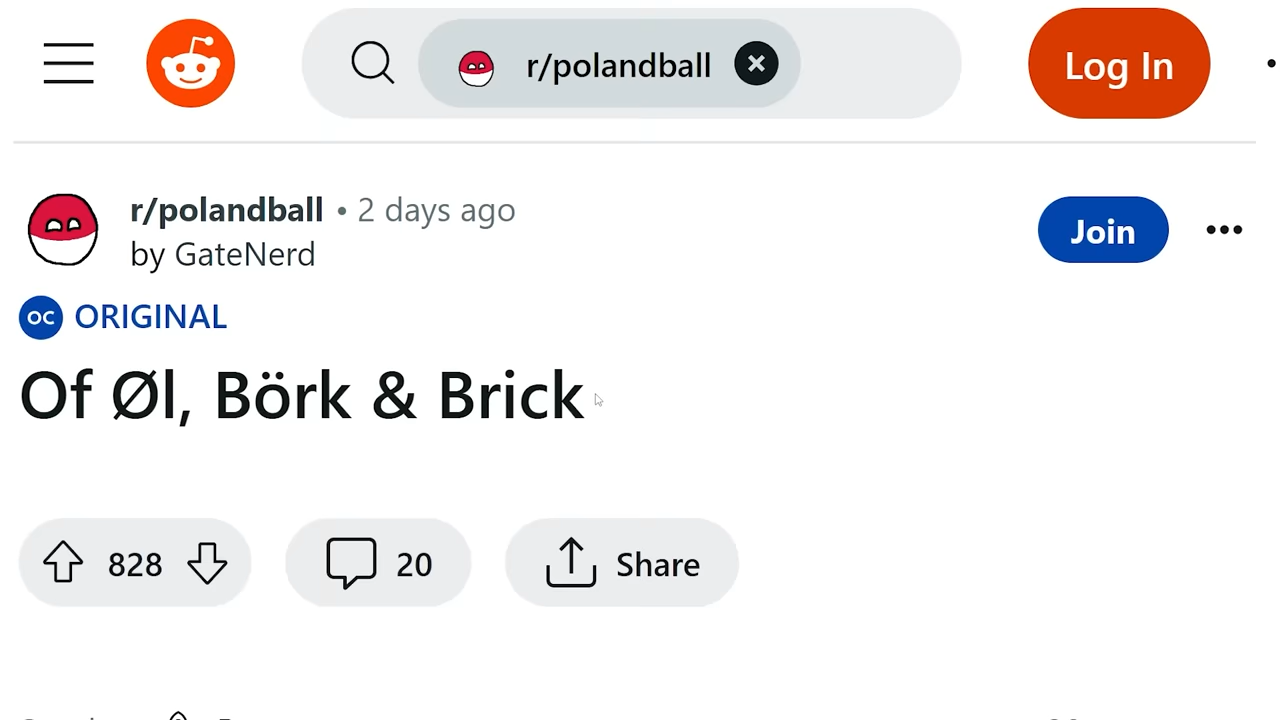 r/polandball
Log In
r/polandball • 2 days ago
by GateNerd
Join
OC ORIGINAL
Of Øl, Börk & Brick
828
20
Share